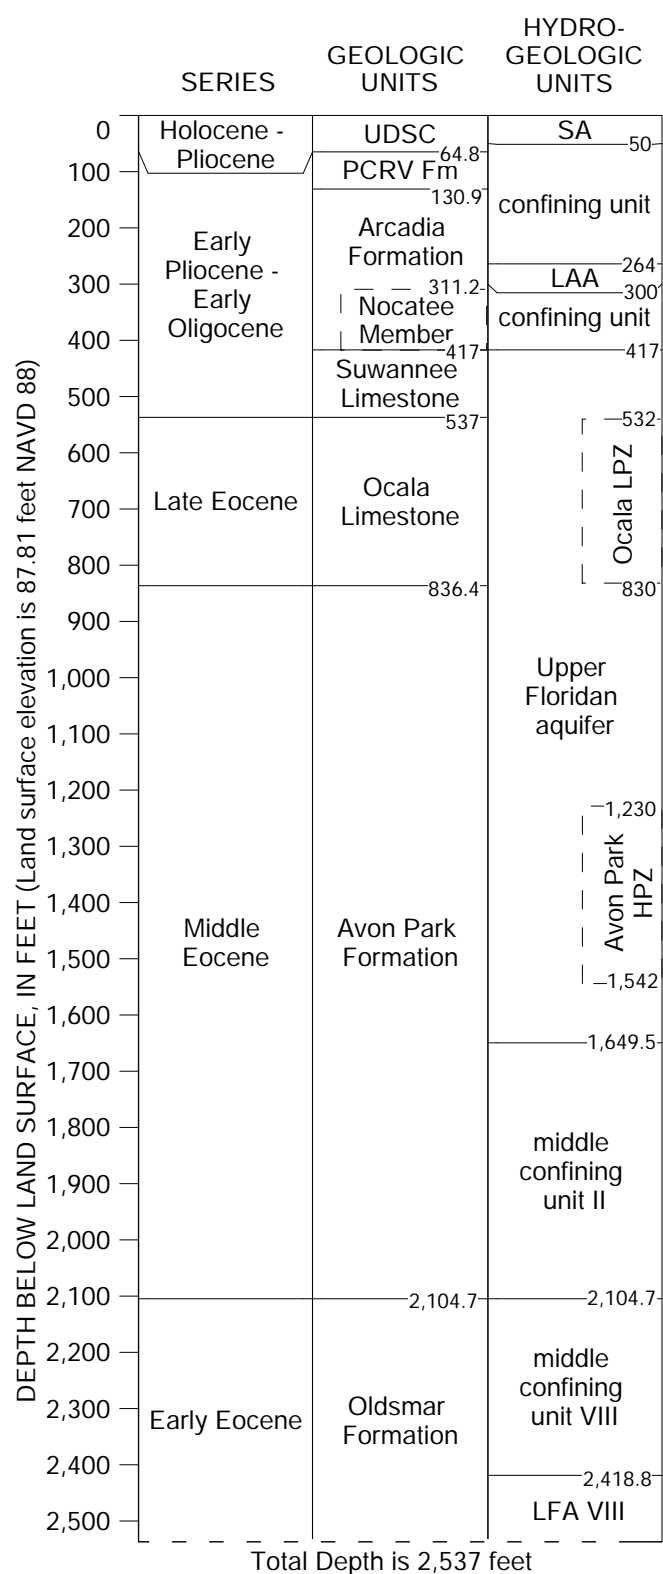 SERIES
GEOLOGIC
UNITS
HYDRO-
GEOLOGIC
UNITS
DEPTH BELOW LAND SURFACE, IN FEET (Land surface elevation is 87.81 feet NAVD 88)
0
100
200
300
400
500
600
700
800
900
1,000
1,100
1,200
1,300
1,400
1,500
1,600
1,700
1,800
1,900
2,000
2,100
2,200
2,300
2,400
2,500
Holocene -
Pliocene
Early
Pliocene -
Early
Oligocene
Late Eocene
Middle
Eocene
Early Eocene
UDSC
64.8
PCRV Fm
130.9
Arcadia
Formation
311.2
Nocatee
Member
417
Suwannee
Limestone
537
Ocala
Limestone
836.4
Avon Park
Formation
2,104.7
Oldsmar
Formation
SA
50
confining unit
264
LAA
300
confining unit
417
532
Ocala LPZ
830
Upper
Floridan
aquifer
1,230
Avon Park
HPZ
1,542
1,649.5
middle
confining
unit II
2,104.7
middle
confining
unit VIII
2,418.8
LFA VIII
Total Depth is 2,537 feet